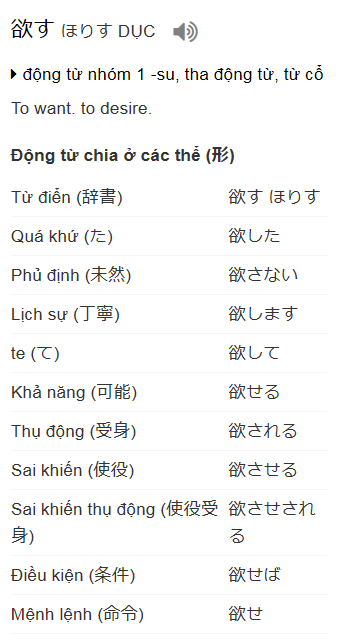 欲す ほりす DỤC
động từ nhóm 1 -su, tha động từ, từ cổ
To want. to desire.
Động từ chia ở các thể (形)
Từ điển (辞書) 欲す ほりす
Quá khứ (た) 欲した
Phủ định (未然) 欲さない
Lịch sự (丁寧) 欲します
te (て) 欲して
Khả năng (可能) 欲せる
Thụ động (受身) 欲される
Sai khiến (使役) 欲させる
Sai khiến thụ động (使役受 欲させされ
身) る
Điều kiện (条件) 欲せば
Mệnh lệnh (命令) 欲せ